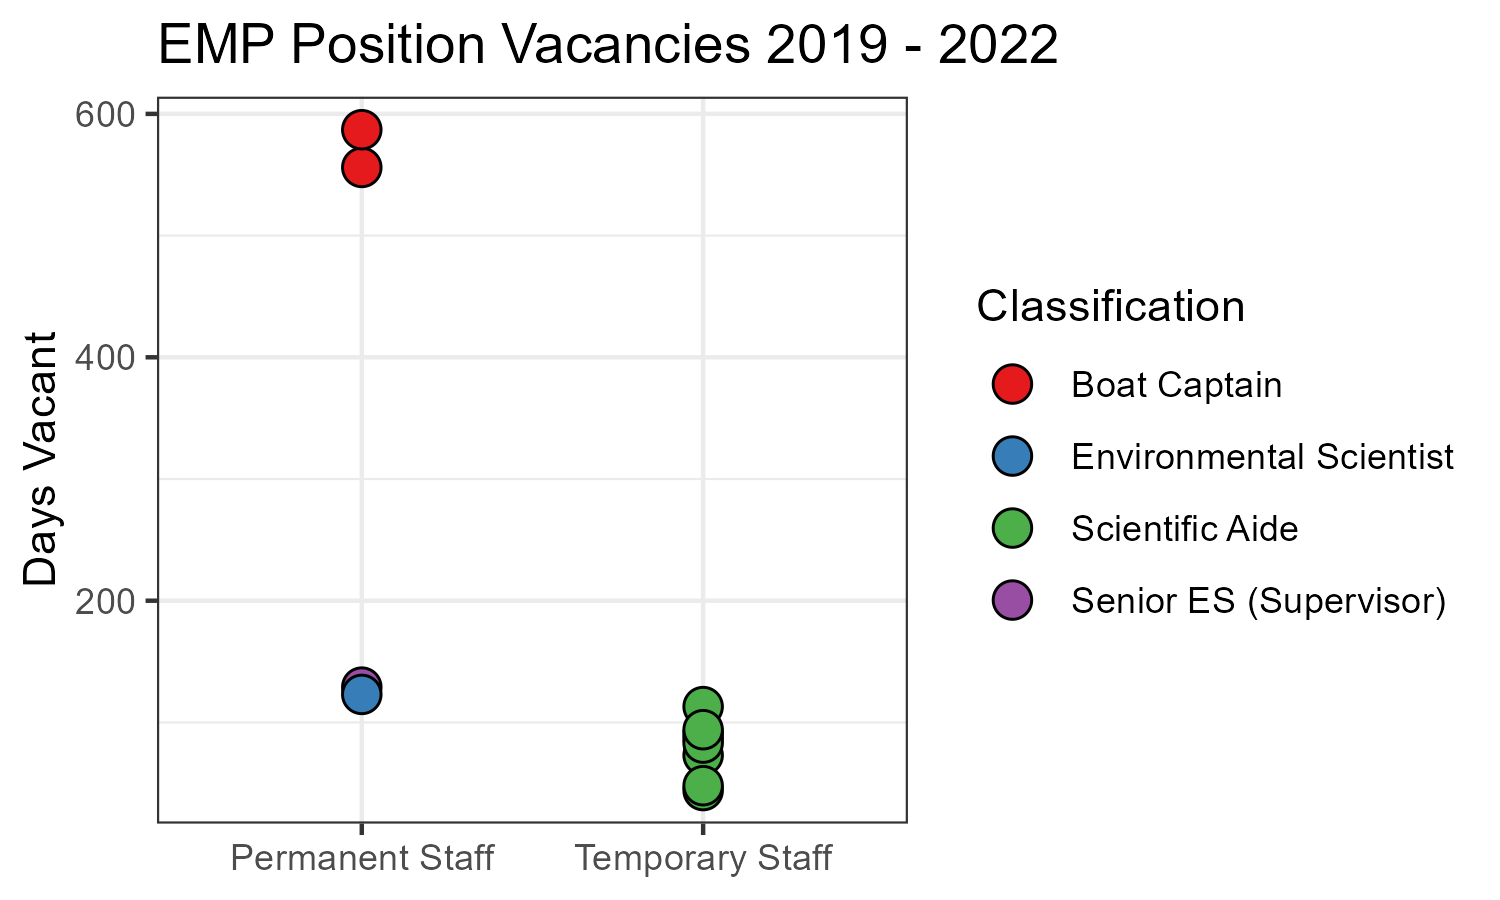 EMP Position Vacancies 2019 - 2022
600
400
200
Days Vacant
Permanent Staff
Temporary Staff
Classification
Boat Captain
Environmental Scientist
Scientific Aide
Senior ES (Supervisor)